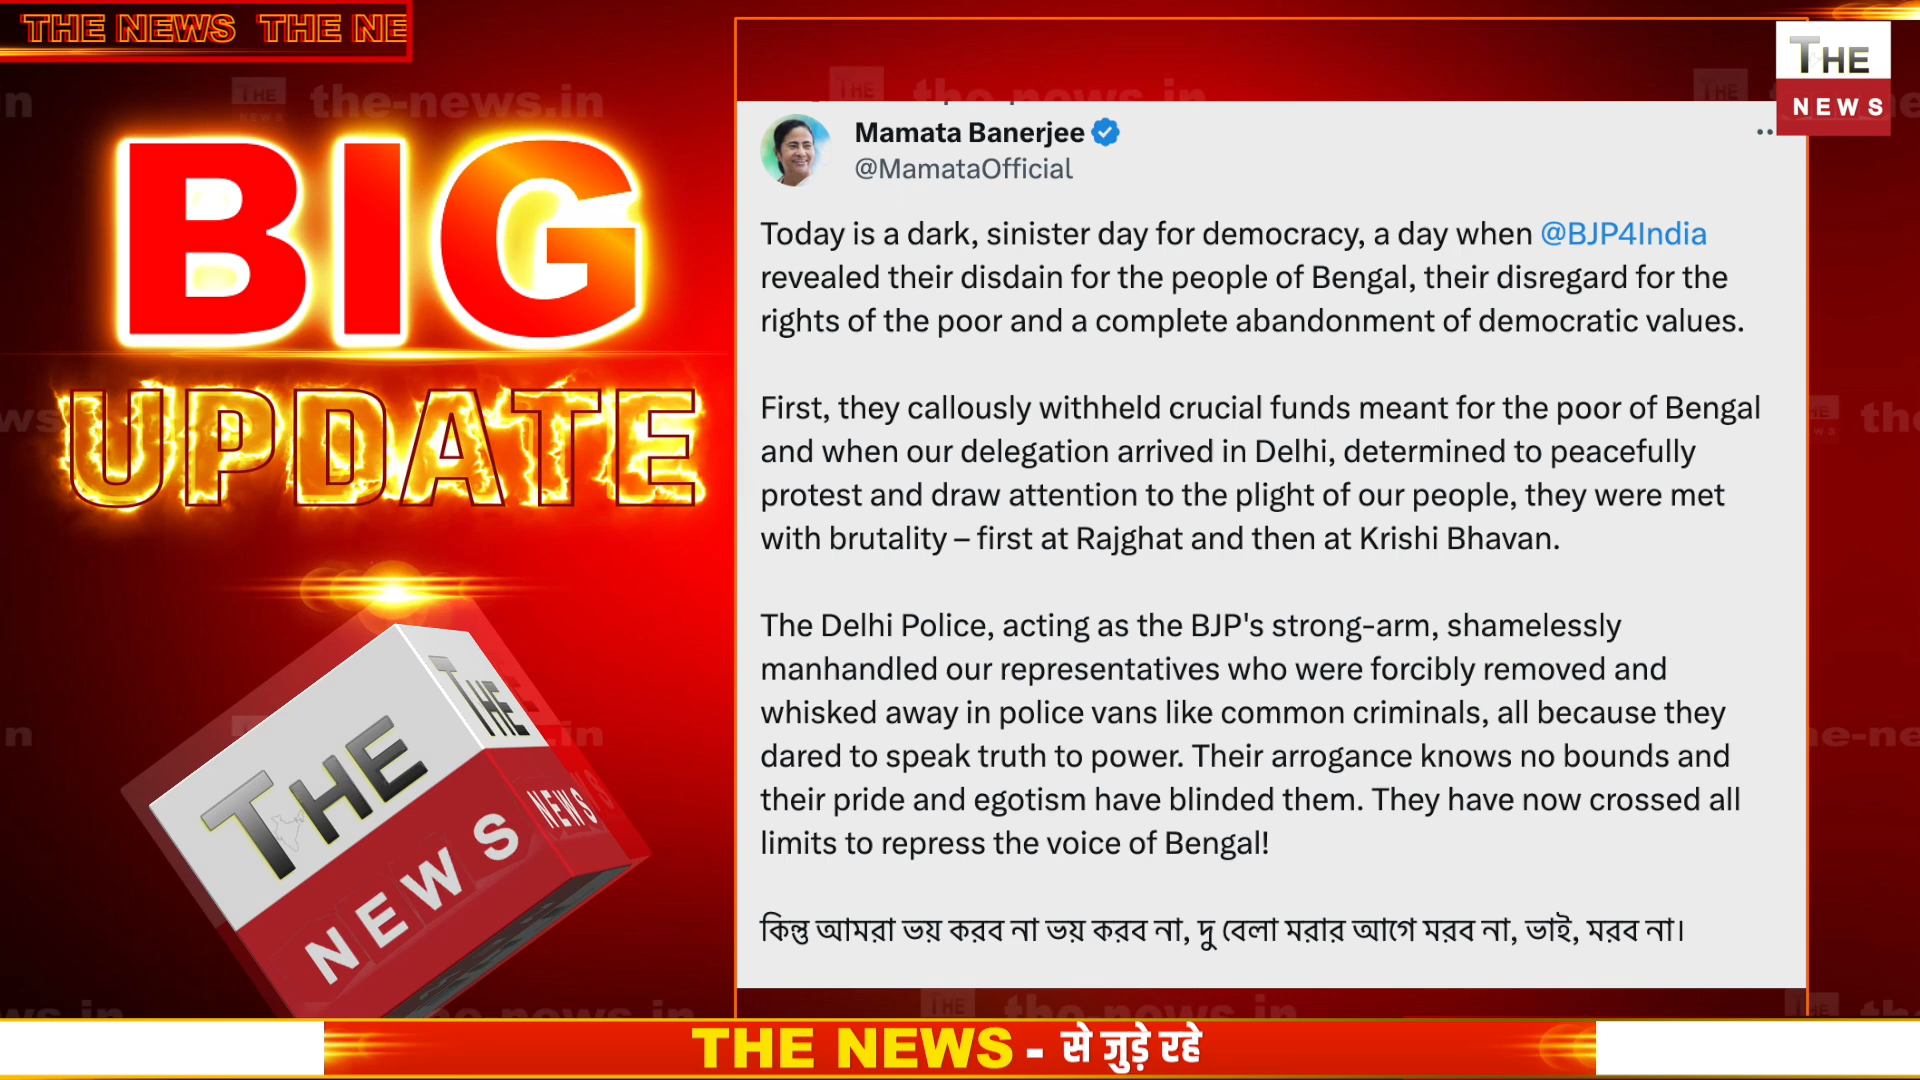 THE NEWS THE NE
the-news.in
BIG
UPDATE
THE
NEWS
THE
NEWS
THE
NEWS
Mamata Banerjee
@MamataOfficial
Today is a dark, sinister day for democracy, a day when @BJP4India
revealed their disdain for the people of Bengal, their disregard for the
rights of the poor and a complete abandonment of democratic values.
First, they callously withheld crucial funds meant for the poor of Bengal
and when our delegation arrived in Delhi, determined to peacefully
protest and draw attention to the plight of our people, they were met
with brutality – first at Rajghat and then at Krishi Bhavan.
The Delhi Police, acting as the BJP's strong-arm, shamelessly
manhandled our representatives who were forcibly removed and
whisked away in police vans like common criminals, all because they
dared to speak truth to power. Their arrogance knows no bounds and
their pride and egotism have blinded them. They have now crossed all
limits to repress the voice of Bengal!
কিন্তু আমরা ভয় করব না ভয় করব না, দু বেলা মরার আগে মরব না, ভাই, মরব না।
THE NEWS - से जुड़े रहे